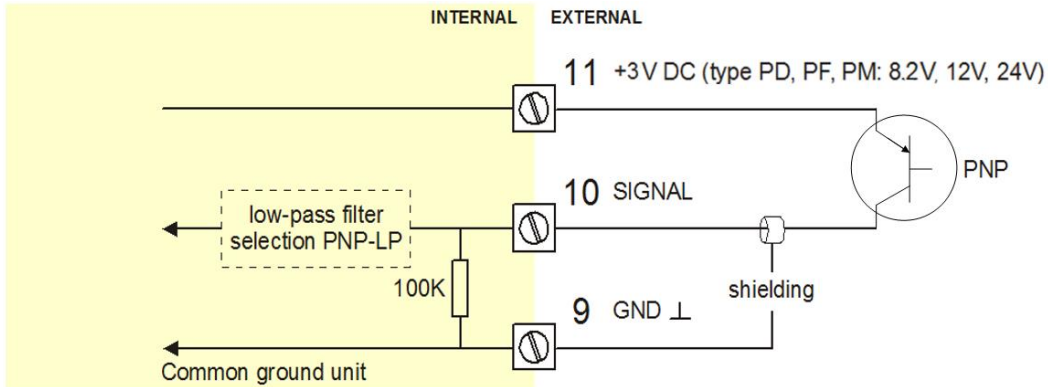 INTERNAL EXTERNAL
11 +3V DC (type PD, PF, PM: 8.2V, 12V, 24V)
PNP
10 SIGNAL
low-pass filter
selection PNP-LP
100K
shielding
9 GND ⊥
Common ground unit